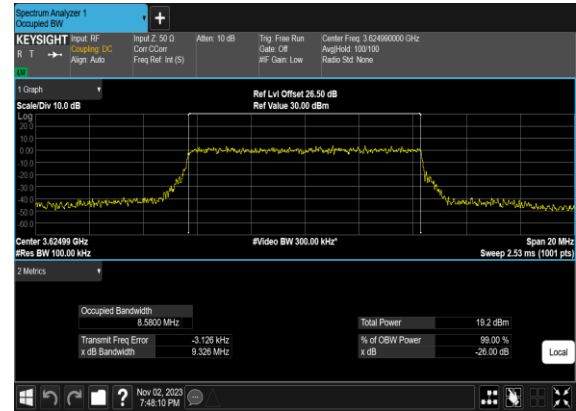 Spectrum Analyzer 1
Occupied BW
+
KEYSIGHT Input: RF Input Z: 50 Ω Atten: 10 dB Trig: Free Run Center Freq: 3.624990000 GHz
R T Coupling: DC Corr CCorr Gate: Off Avg|Hold: 100/100
Align: Auto Freq Ref: Int (S) #IF Gain: Low Radio Std: None
LV
1 Graph Ref Lvl Offset 26.50 dB
Scale/Div 10.0 dB Ref Value 30.00 dBm
Log
20.0
10.0
0.00
-10.0
-20.0
-30.0
-40.0
-50.0
-60.0
Center 3.62499 GHz #Video BW 300.00 kHz* Span 20 MHz
#Res BW 100.00 kHz Sweep 2.53 ms (1001 pts)
2 Metrics
Occupied Bandwidth
8.5800 MHz Total Power 19.2 dBm
Transmit Freq Error -3.126 kHz % of OBW Power 99.00 %
x dB Bandwidth 9.326 MHz x dB -26.00 dB
Local
? Nov 02, 2023
7:48:10 PM